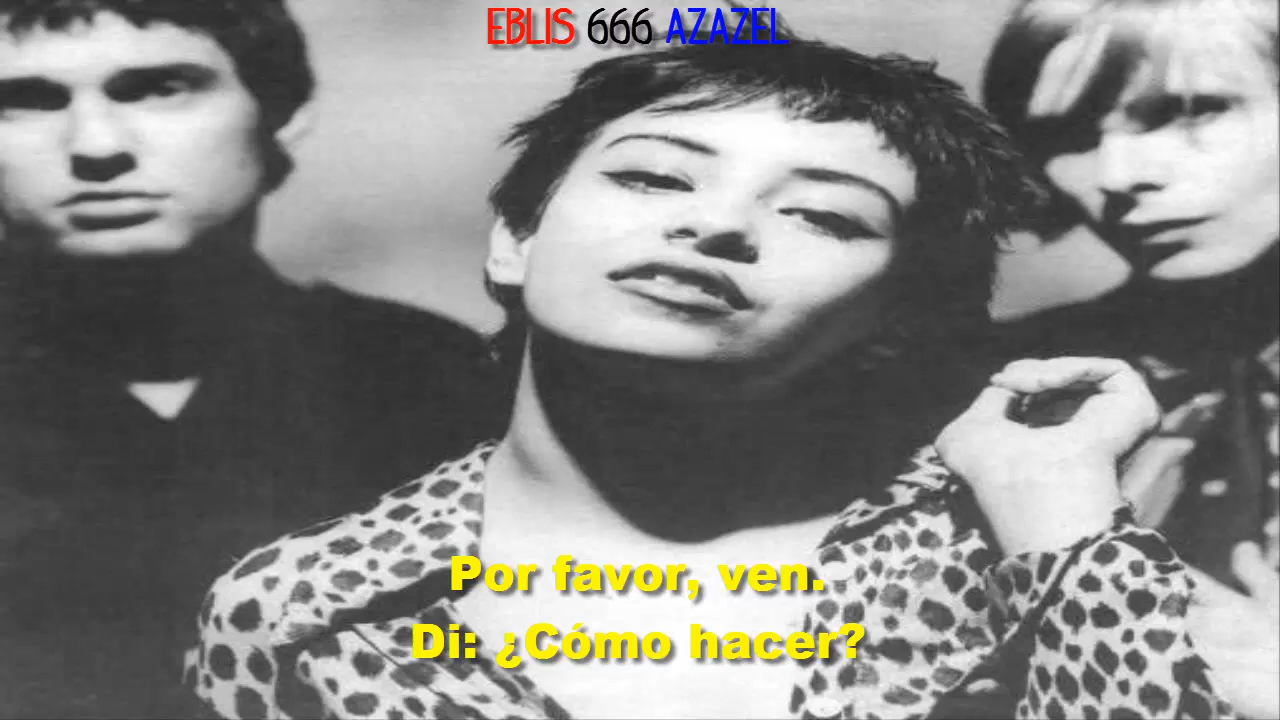 EBLIS 666 AZAZEL
Por favor, ven.
Di: ¿Cómo hacer?